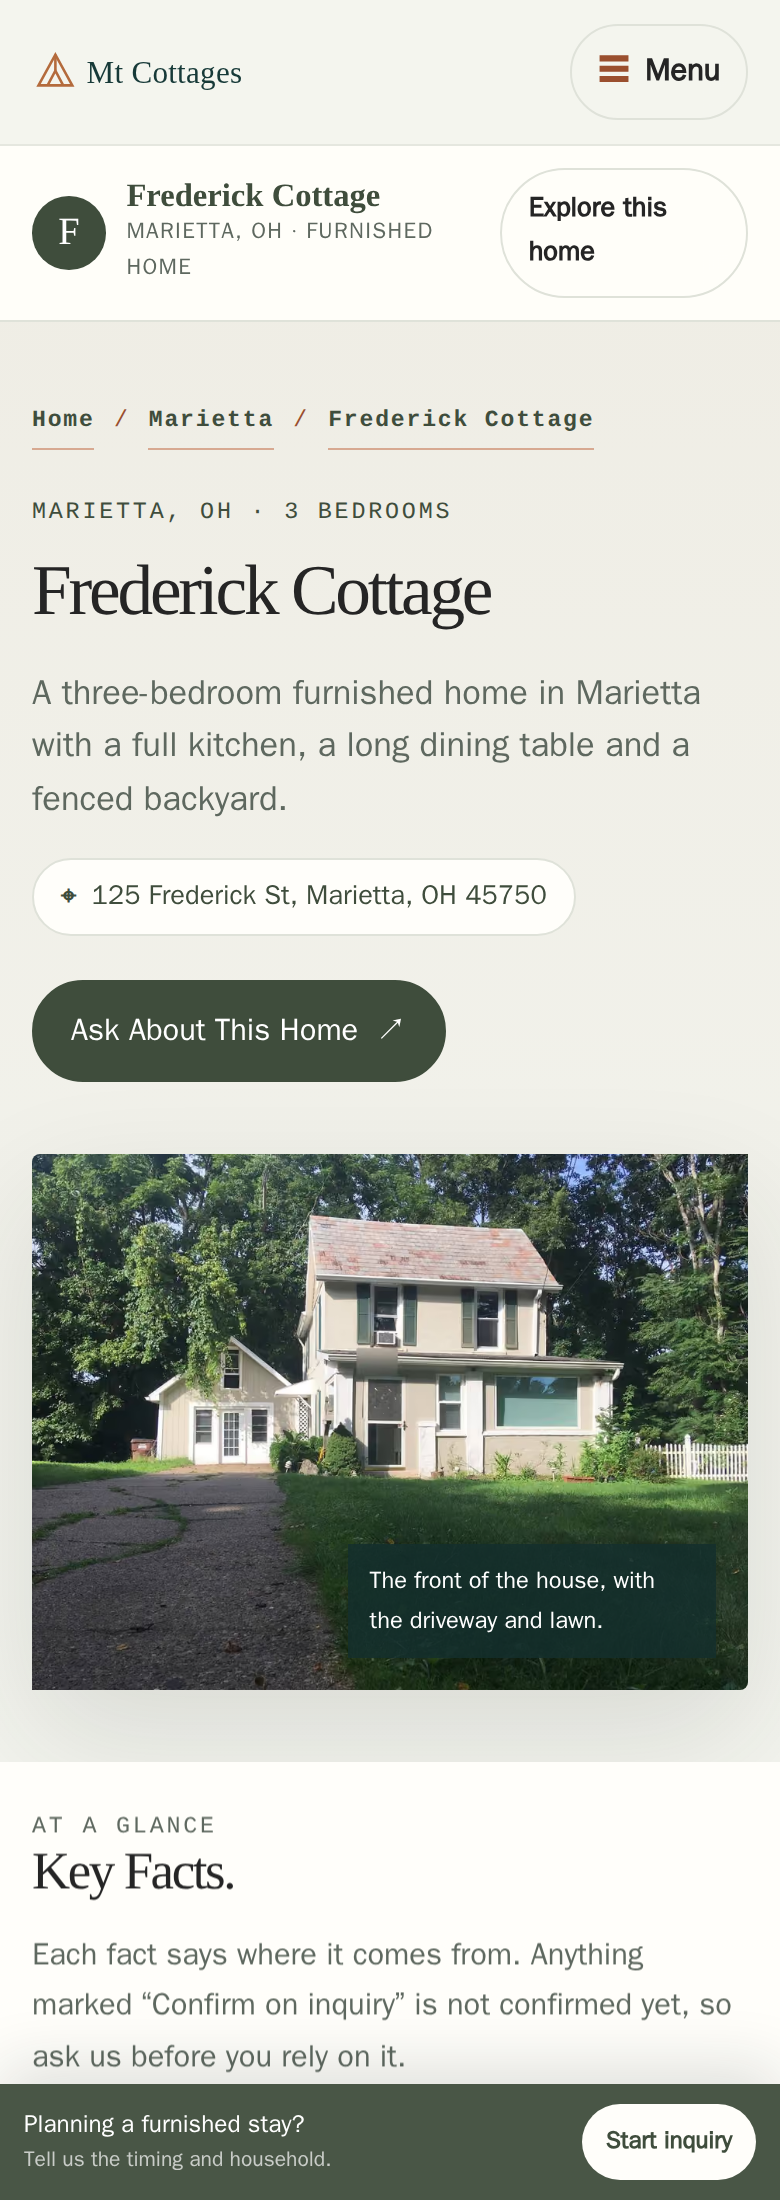 Mt Cottages
Menu
F
Frederick Cottage
MARIETTA, OH · FURNISHED
HOME
Explore this
home
Home / Marietta / Frederick Cottage
MARIETTA, OH · 3 BEDROOMS
Frederick Cottage
A three-bedroom furnished home in Marietta
with a full kitchen, a long dining table and a
fenced backyard.
⌖ 125 Frederick St, Marietta, OH 45750
Ask About This Home ↗
The front of the house, with
the driveway and lawn.
AT A GLANCE
Key Facts.
Each fact says where it comes from. Anything
marked “Confirm on inquiry” is not confirmed yet, so
ask us before you rely on it.
Planning a furnished stay?
Tell us the timing and household.
Start inquiry